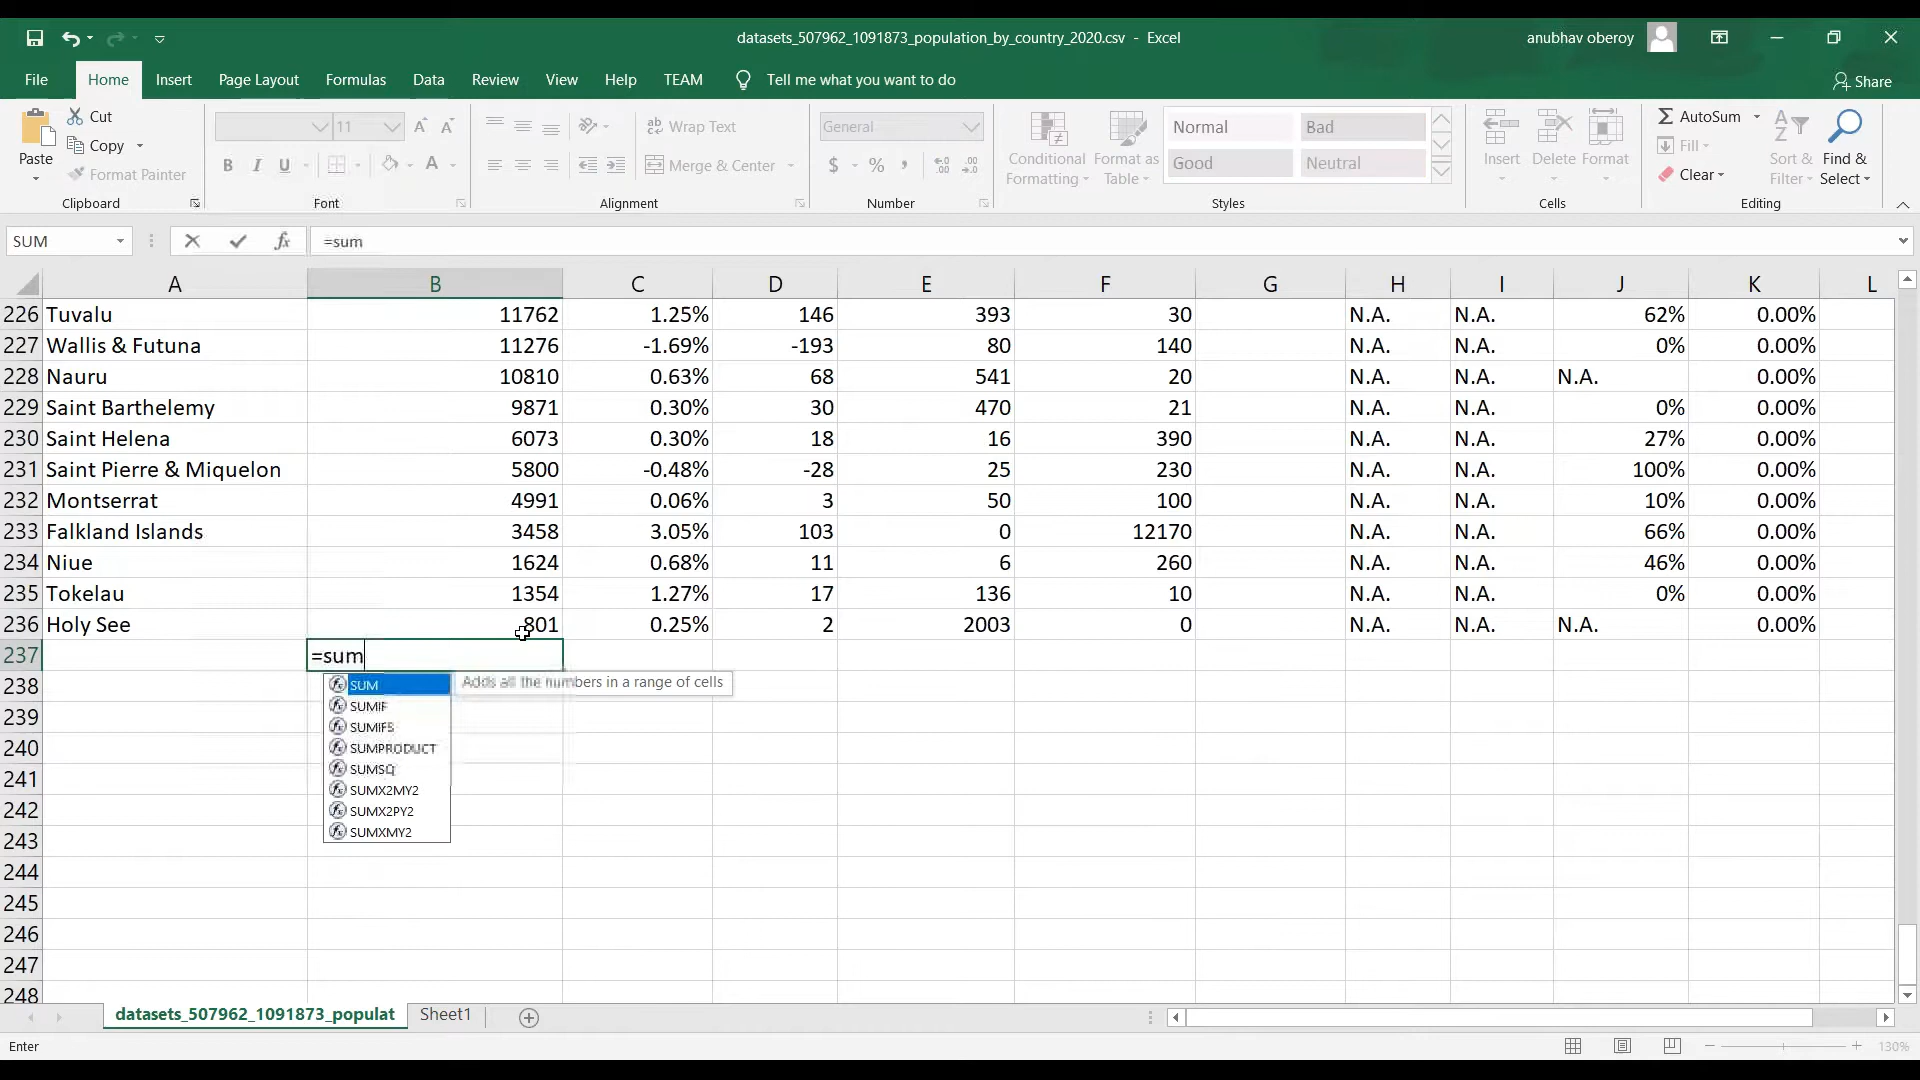 datasets_507962_1091873_population_by_country_2020.csv - Excel
anubhav oberoy
File Home Insert Page Layout Formulas Data Review View Help TEAM Tell me what you want to do Share
Cut
Copy
Format Painter
Paste
Clipboard
11
B I U A
Font
Wrap Text
Merge & Center
Alignment
General
$ % ,
Number
Conditional Formatting
Format as Table
Normal Bad
Good Neutral
Styles
Insert Delete Format
Cells
AutoSum
Fill
Clear
Sort & Filter
Find & Select
Editing
SUM fx =sum
A B C D E F G H I J K L
226 Tuvalu 11762 1.25% 146 393 30 N.A. N.A. 62% 0.00%
227 Wallis & Futuna 11276 -1.69% -193 80 140 N.A. N.A. 0% 0.00%
228 Nauru 10810 0.63% 68 541 20 N.A. N.A. N.A. 0.00%
229 Saint Barthelemy 9871 0.30% 30 470 21 N.A. N.A. 0% 0.00%
230 Saint Helena 6073 0.30% 18 16 390 N.A. N.A. 27% 0.00%
231 Saint Pierre & Miquelon 5800 -0.48% -28 25 230 N.A. N.A. 100% 0.00%
232 Montserrat 4991 0.06% 3 50 100 N.A. N.A. 10% 0.00%
233 Falkland Islands 3458 3.05% 103 0 12170 N.A. N.A. 66% 0.00%
234 Niue 1624 0.68% 11 6 260 N.A. N.A. 46% 0.00%
235 Tokelau 1354 1.27% 17 136 10 N.A. N.A. 0% 0.00%
236 Holy See 801 0.25% 2 2003 0 N.A. N.A. N.A. 0.00%
237 =sum
238
SUM Adds all the numbers in a range of cells
SUMIF
239
SUMIFS
240
SUMPRODUCT
241
SUMSQ
SUMX2MY2
242
SUMX2PY2
243
SUMXMY2
244
245
246
247
248
datasets_507962_1091873_populat Sheet1
Enter 130%